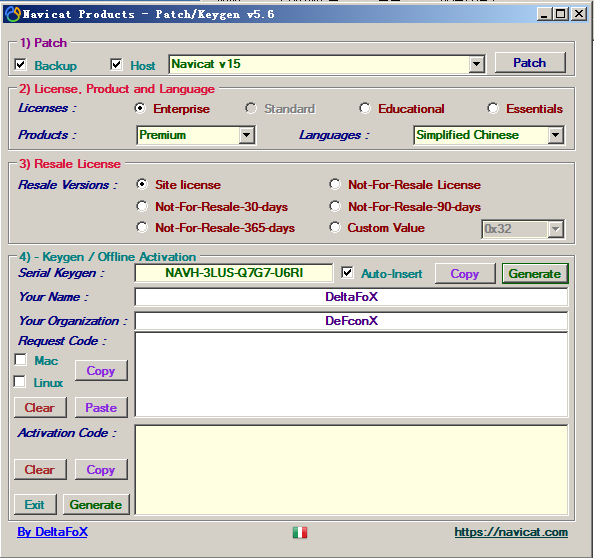 Navicat Products - Patch/Keygen v5.6
1) Patch
Backup Host Navicat v15 Patch
2) License, Product and Language
Licenses : Enterprise Standard Educational Essentials
Products : Premium Languages : Simplified Chinese
3) Resale License
Resale Versions : Site license Not-For-Resale License
Not-For-Resale-30-days Not-For-Resale-90-days
Not-For-Resale-365-days Custom Value 0x32
4) - Keygen / Offline Activation
Serial Keygen : NAVH-3LUS-Q7G7-U6RI Auto-Insert Copy Generate
Your Name : DeltaFoX
Your Organization : DeFconX
Request Code :
Mac
Copy
Linux
Clear Paste
Activation Code :
Clear Copy
Exit Generate
By DeltaFoX https://navicat.com